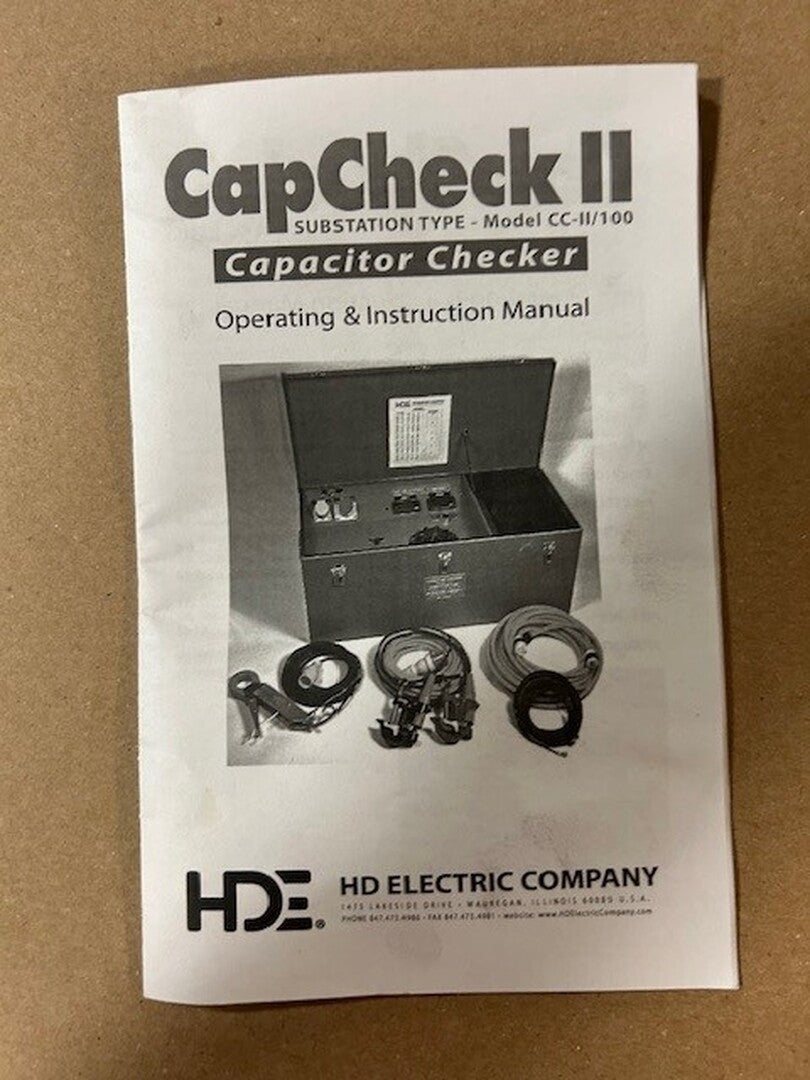 CapCheck II
SUBSTATION TYPE - Model CC-II/100
Capacitor Checker
Operating & Instruction Manual
HDE
HDE®
HD ELECTRIC COMPANY
1475 LAKESIDE DRIVE • WAUKEGAN, ILLINOIS 60085 U.S.A.
PHONE 847.473.4980 • FAX 847.473.4981 • website: www.HDElectricCompany.com